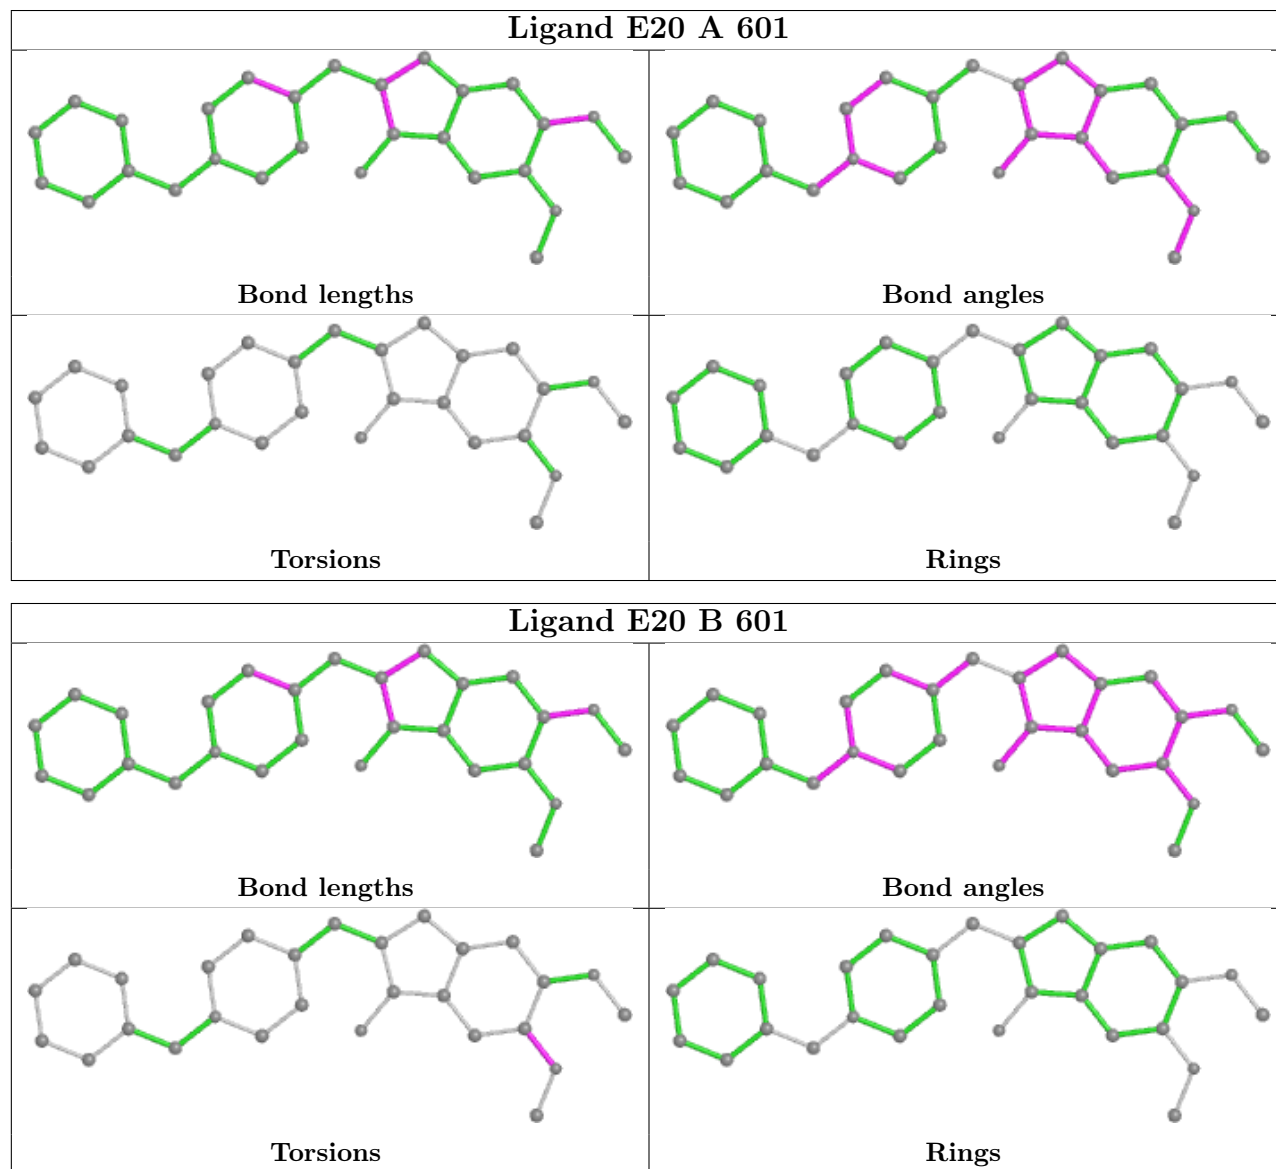 Ligand E20 A 601
Bond lengths
Bond angles
Torsions
Rings
Ligand E20 B 601
Bond lengths
Bond angles
Torsions
Rings